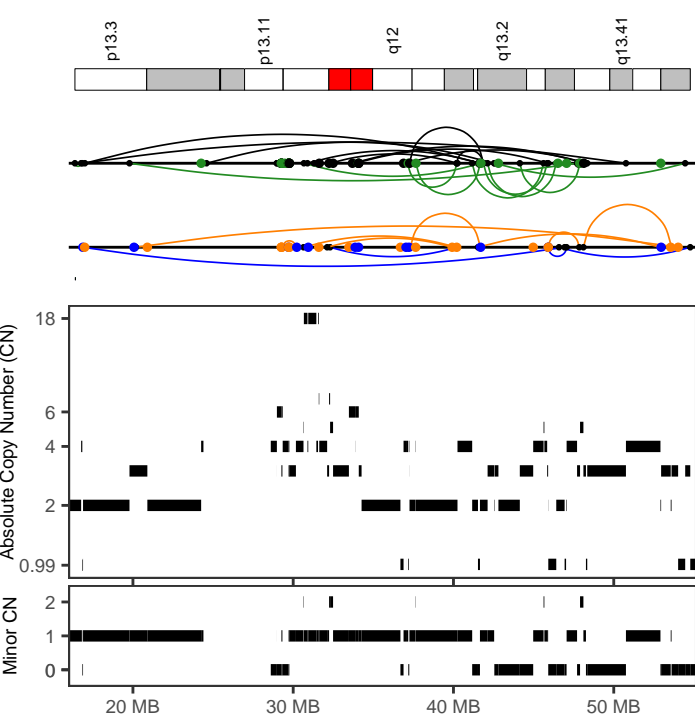 p13.3
p13.11
q12
q13.2
q13.41
Absolute Copy Number (CN)
18
6
4
2
0.99
Minor CN
2
1
0
20 MB
30 MB
40 MB
50 MB